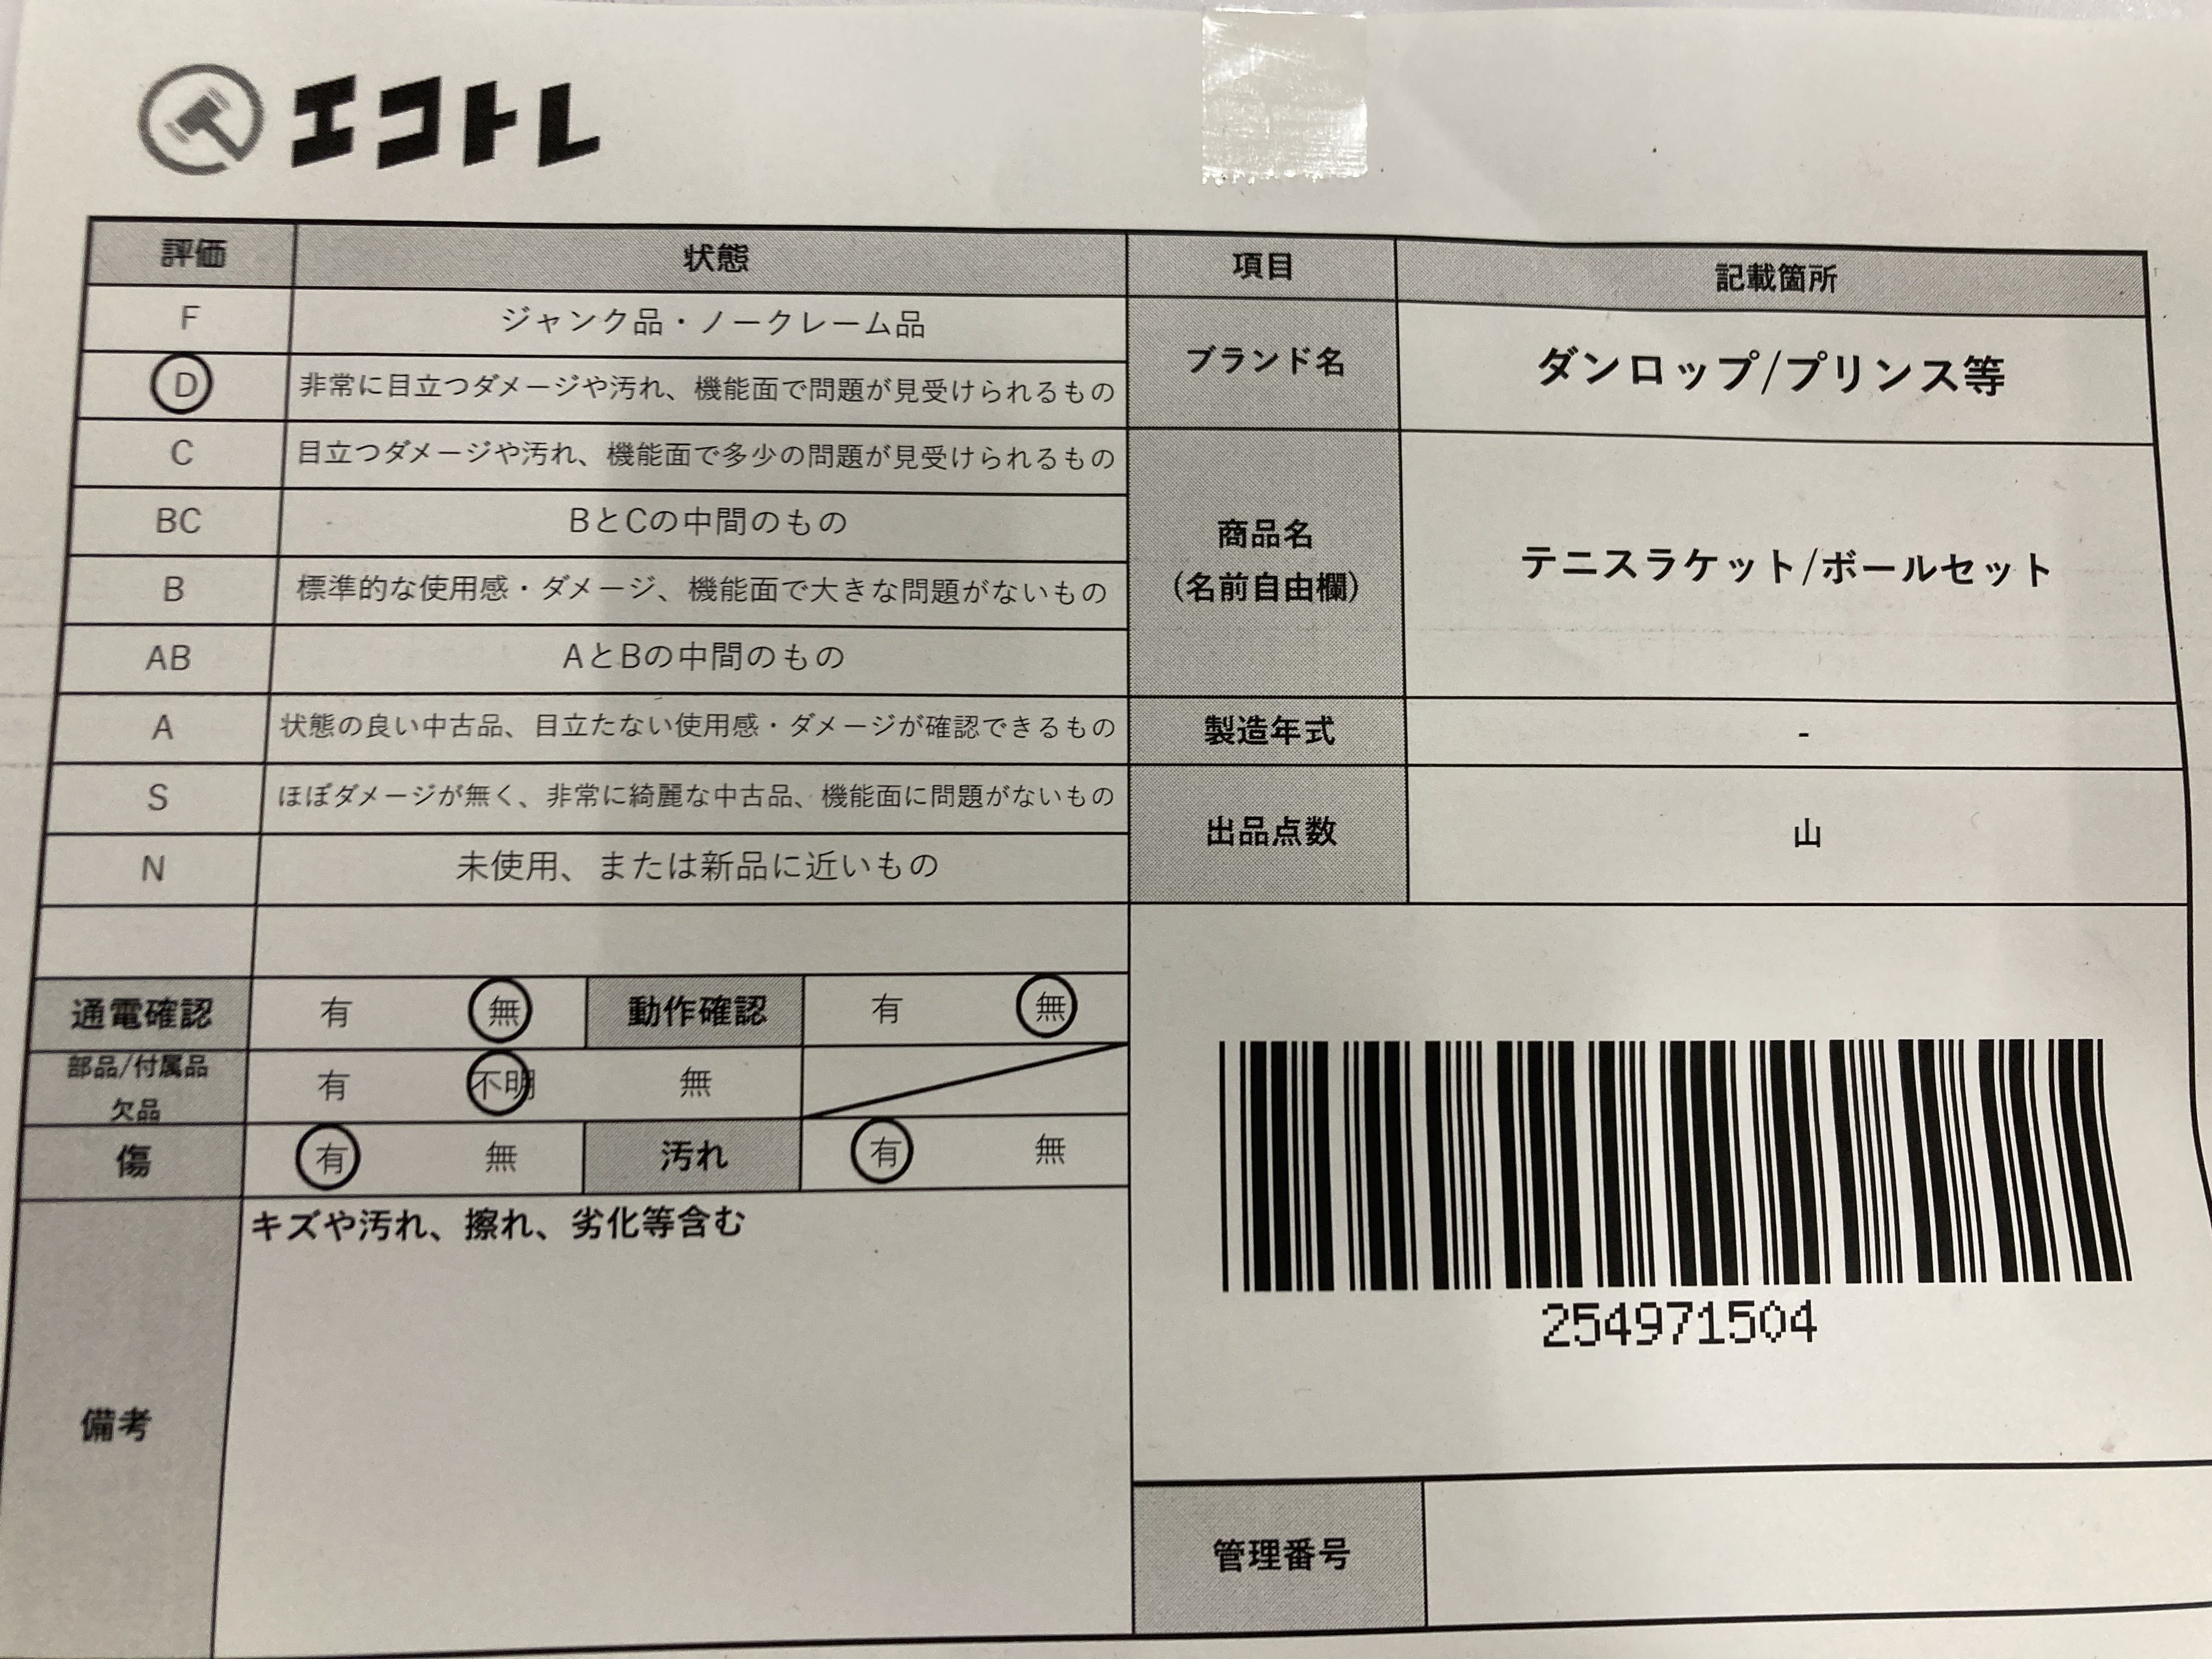 エコトレ
評価 状態 項目 記載箇所
F ジャンク品・ノークレーム品
D 非常に目立つダメージや汚れ、機能面で問題が見受けられるもの
ブランド名 ダンロップ/プリンス等
C 目立つダメージや汚れ、機能面で多少の問題が見受けられるもの
BC BとCの中間のもの
B 標準的な使用感・ダメージ、機能面で大きな問題がないもの
商品名
(名前自由欄)
テニスラケット/ボールセット
AB AとBの中間のもの
A 状態の良い中古品、目立たない使用感・ダメージが確認できるもの
製造年式 -
S ほぼダメージが無く、非常に綺麗な中古品、機能面に問題がないもの
出品点数 山
N 未使用、または新品に近いもの
通電確認 有 無 動作確認 有 無
部品/付属品
欠品
有 不明 無
傷 有 無 汚れ 有 無
備考
キズや汚れ、擦れ、劣化等含む
254971504
管理番号